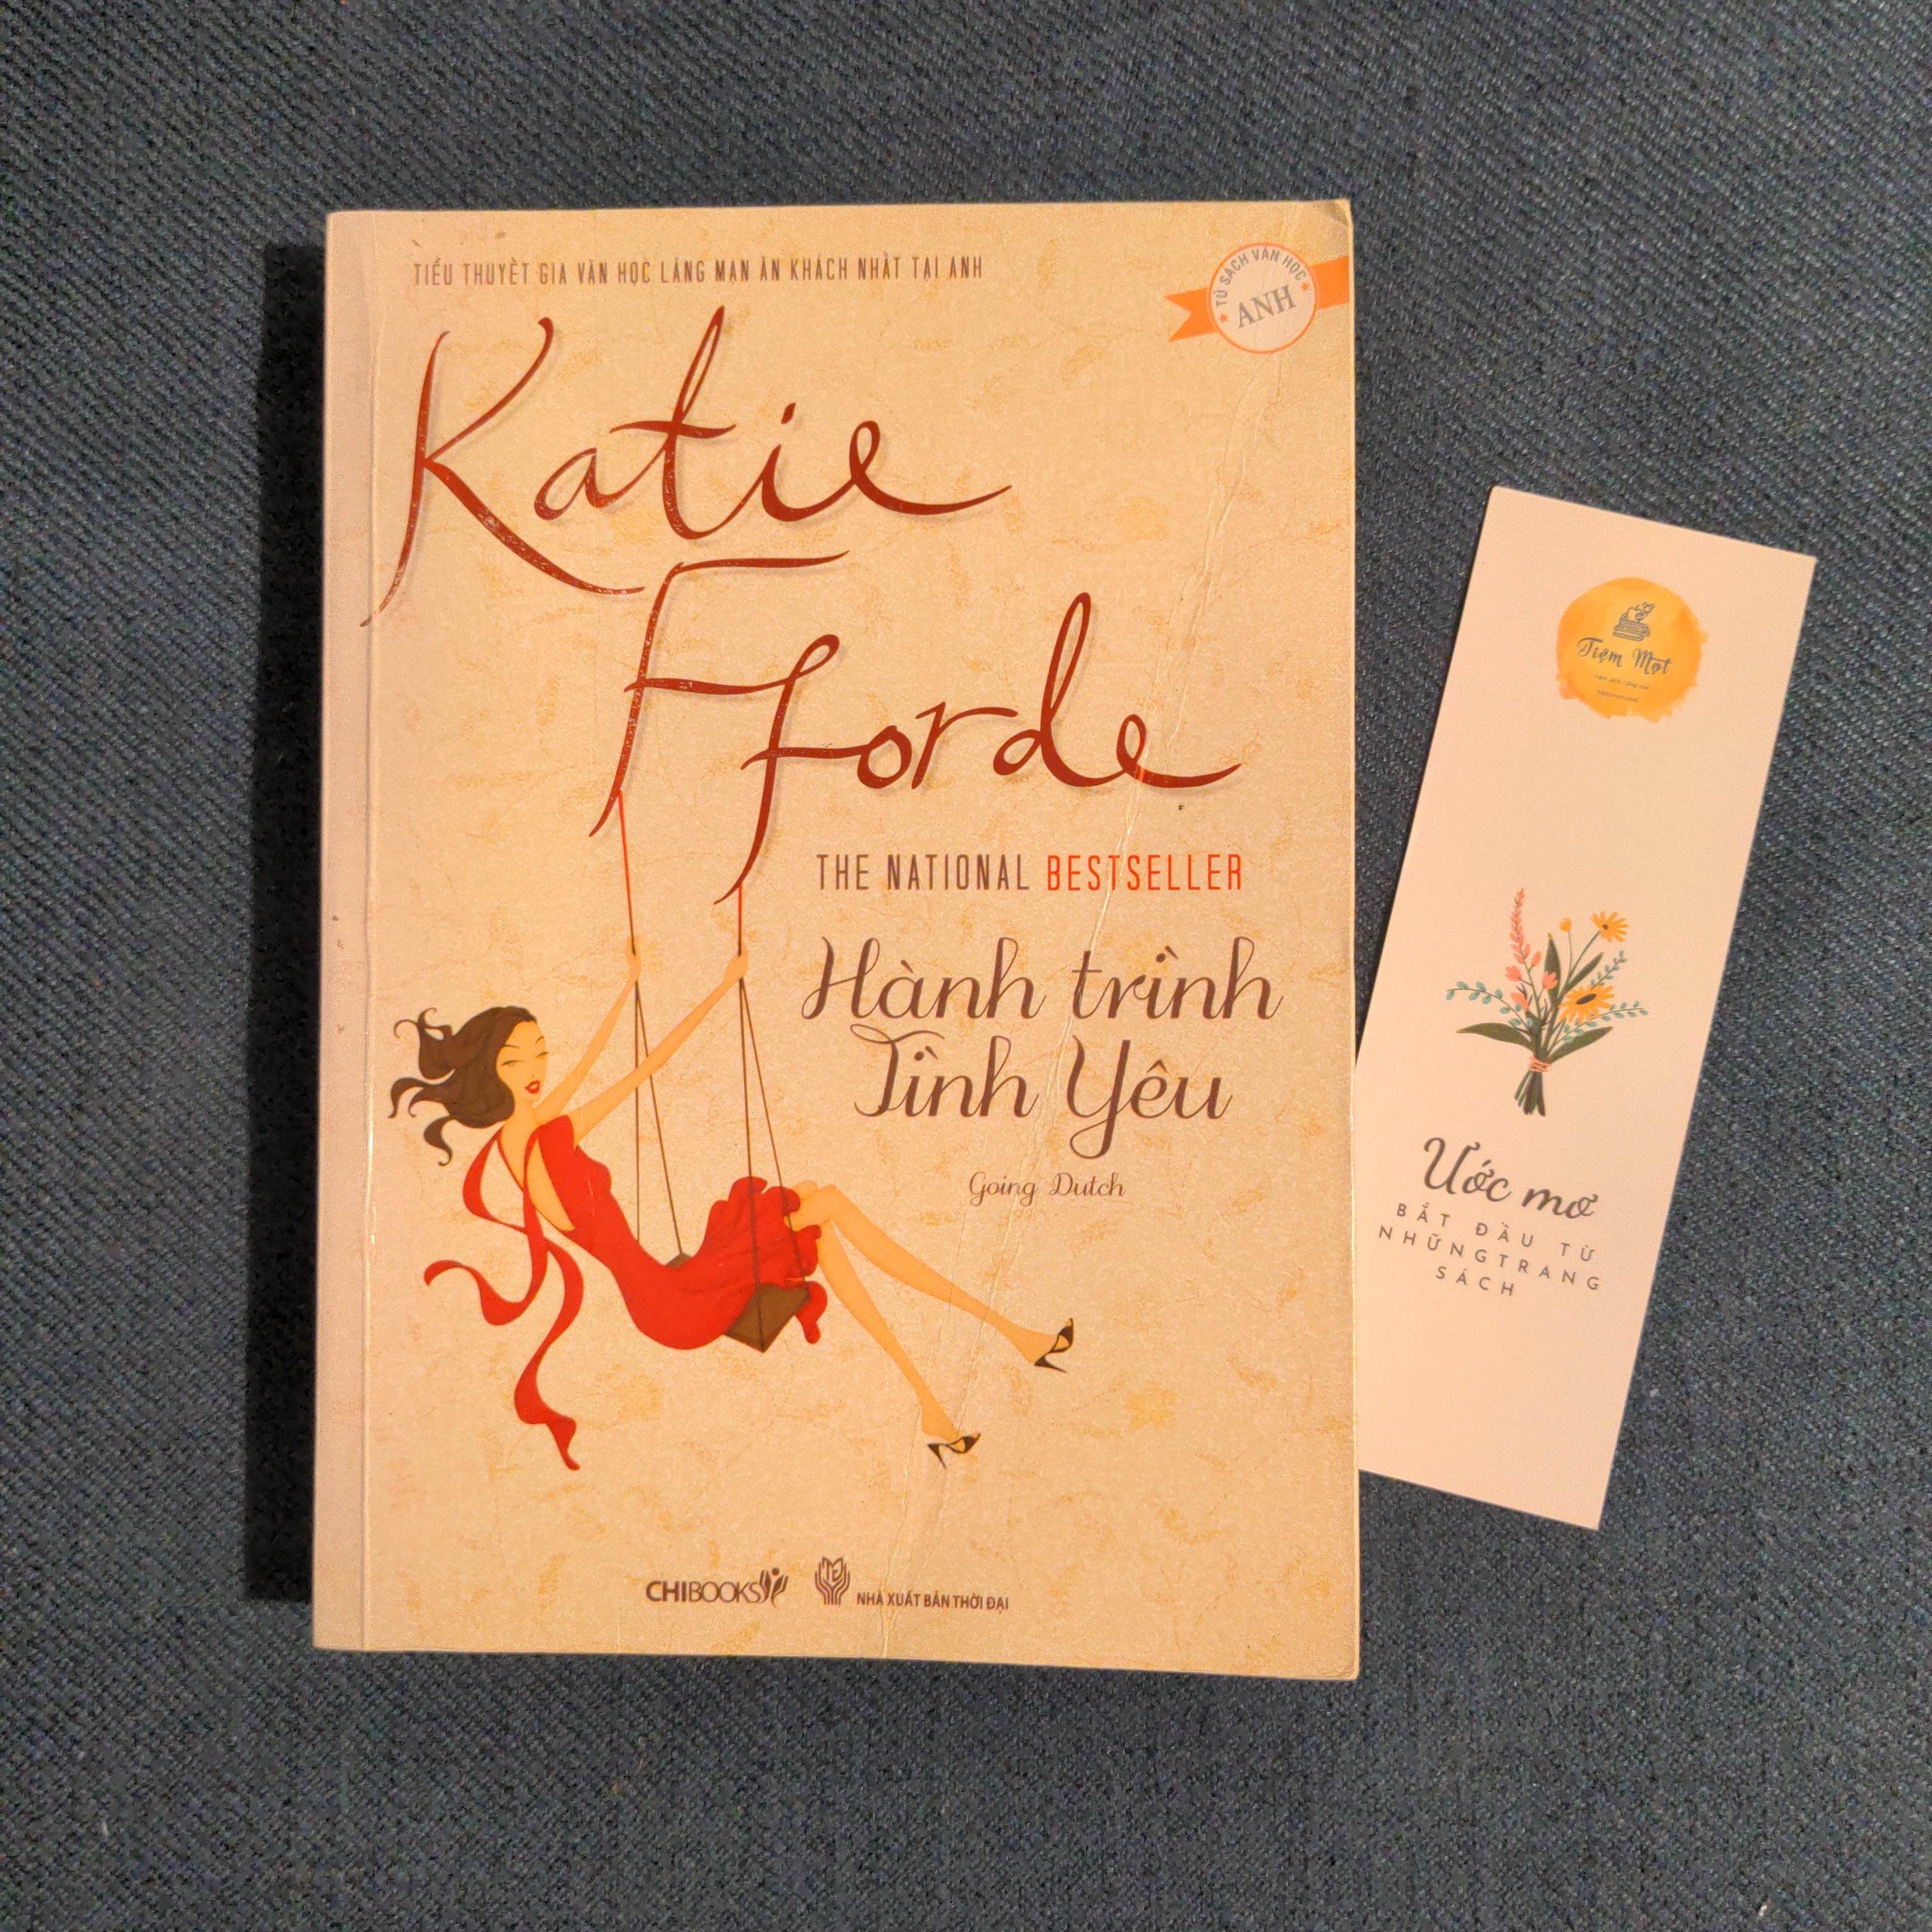 TIỂU THUYẾT GIA VĂN HỌC LÃNG MẠN ĂN KHÁCH NHẤT TẠI ANH
TỦ SÁCH VĂN HỌC
ANH
Katie
Fforde
THE NATIONAL BESTSELLER
Hành trình
Tình Yêu
Going Dutch
CHIBOOKS
NHÀ XUẤT BẢN THỜI ĐẠI
Tiệm Mọt
Ước mơ
BẮT ĐẦU TỪ
NHỮNGTRANG
SÁCH